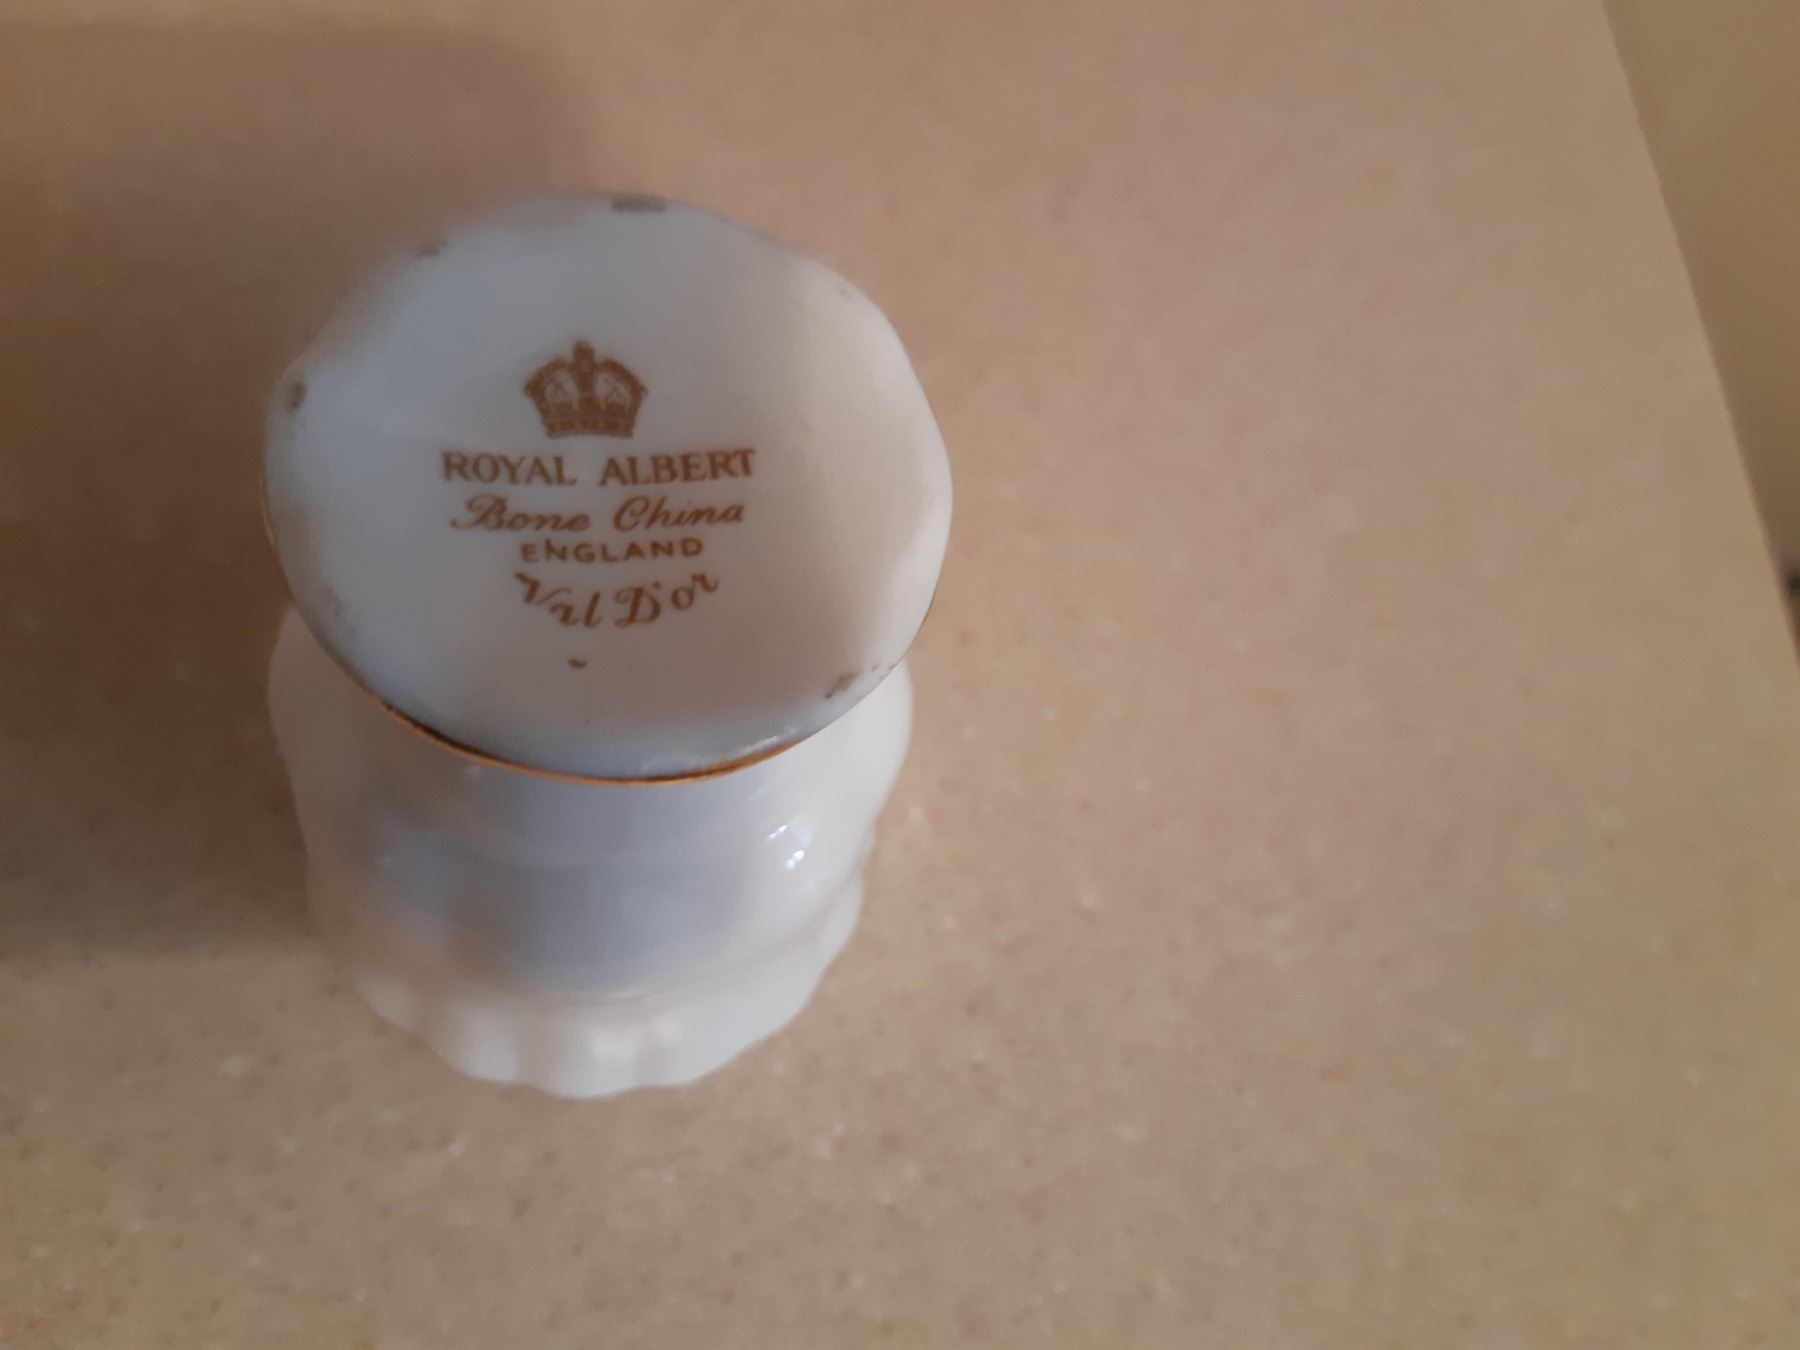 ROYAL ALBERT
Bone China
ENGLAND
Val D'or